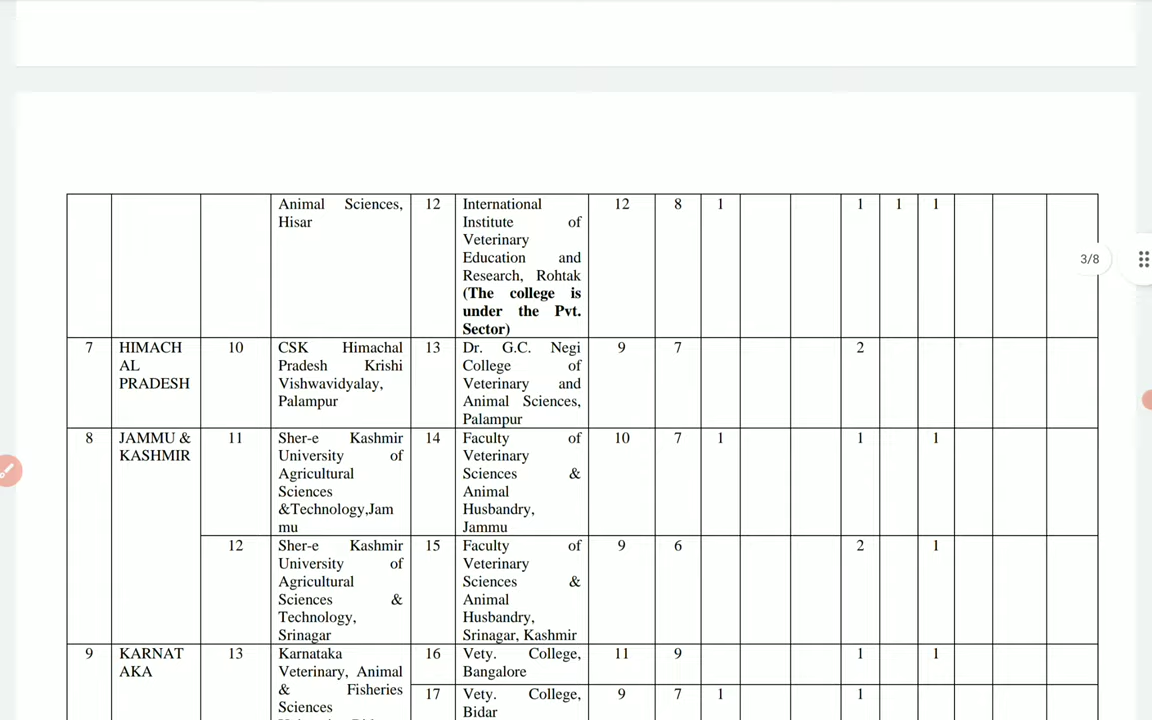 Animal Sciences, Hisar 12 International Institute of Veterinary Education and Research, Rohtak (The college is under the Pvt. Sector) 12 8 1 1 1 1
3/8
7 HIMACH AL PRADESH 10 CSK Himachal Pradesh Krishi Vishwavidyalay, Palampur 13 Dr. G.C. Negi College of Veterinary and Animal Sciences, Palampur 9 7 2
8 JAMMU & KASHMIR 11 Sher-e Kashmir University of Agricultural Sciences &Technology,Jam mu 14 Faculty of Veterinary Sciences & Animal Husbandry, Jammu 10 7 1 1 1
12 Sher-e Kashmir University of Agricultural Sciences & Technology, Srinagar 15 Faculty of Veterinary Sciences & Animal Husbandry, Srinagar, Kashmir 9 6 2 1
9 KARNAT AKA 13 Karnataka Veterinary, Animal & Fisheries Sciences 16 Vety. College, Bangalore 11 9 1 1
17 Vety. College, Bidar 9 7 1 1